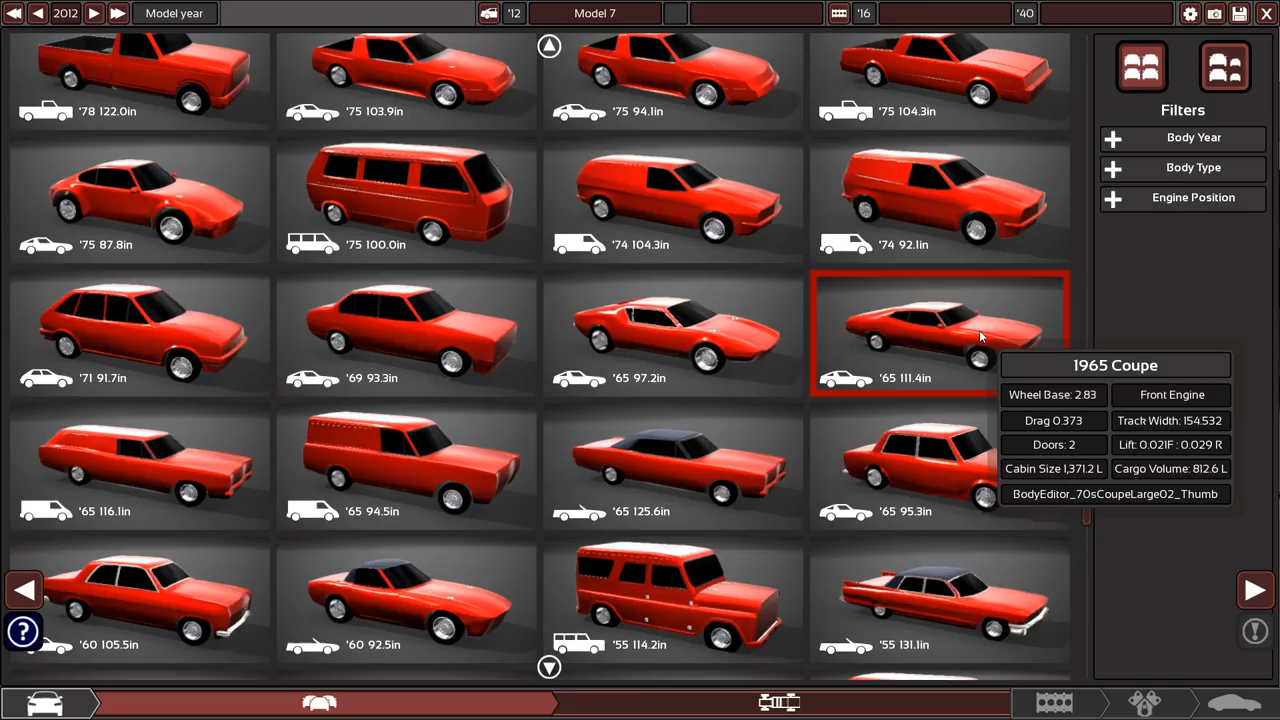 2012 Model year '12 Model 7 '16 '40
'78 122.0in '75 103.9in '75 94.1in '75 104.3in
Filters
Body Year
Body Type
Engine Position
'75 87.8in '75 100.0in '74 104.3in '74 92.1in
'71 91.7in '69 93.3in '65 97.2in '65 111.4in
1965 Coupe
Wheel Base: 2.83 Front Engine
Drag 0.373 Track Width: 154.532
Doors: 2 Lift: 0.021F : 0.029 R
Cabin Size 1,371.2 L Cargo Volume: 812.6 L
BodyEditor_70sCoupeLarge02_Thumb
'65 116.1in '65 94.5in '65 125.6in '65 95.3in
'60 105.5in '60 92.5in '55 114.2in '55 131.1in
?